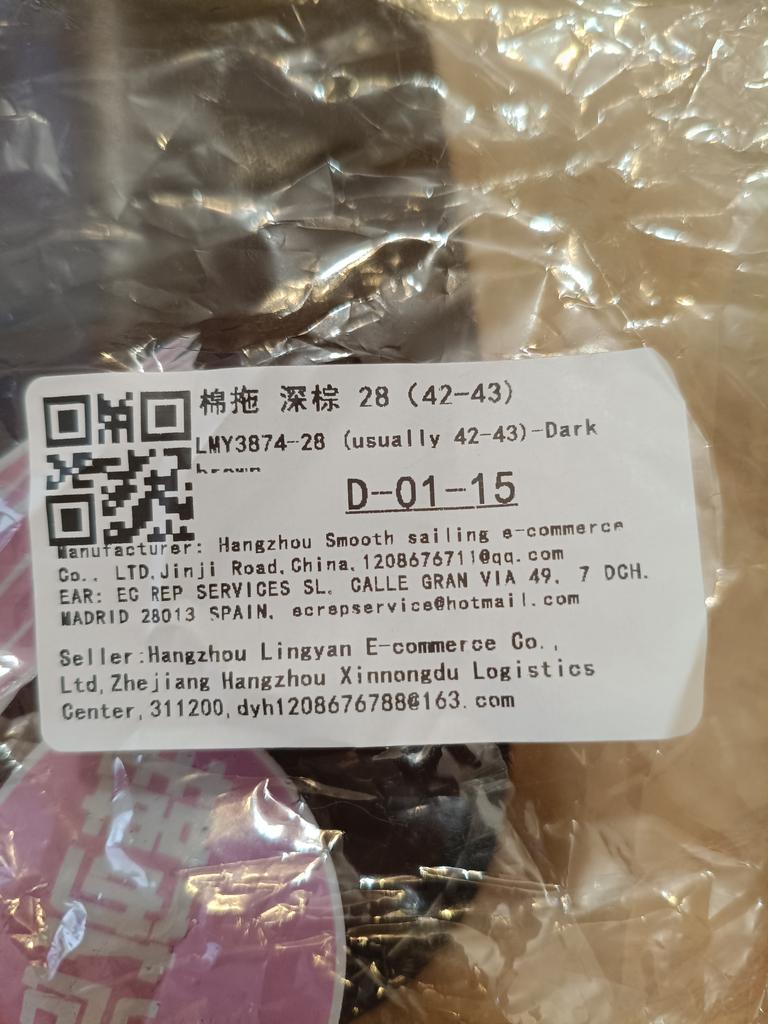 棉拖 深棕 28 (42-43)
LMY3874-28 (usually 42-43)-Dark
D-01-15
Manufacturer: Hangzhou Smooth sailing e-commerce
Co., LTD,Jinji Road,China,1208676711@qq.com
EAR: EC REP SERVICES SL. CALLE GRAN VIA 49, 7 DCH.
MADRID 28013 SPAIN. ecrepservice@hotmail.com
Seller:Hangzhou Lingyan E-commerce Co.,
Ltd,Zhejiang Hangzhou Xinnongdu Logistics
Center,311200,dyh1208676788@163.com